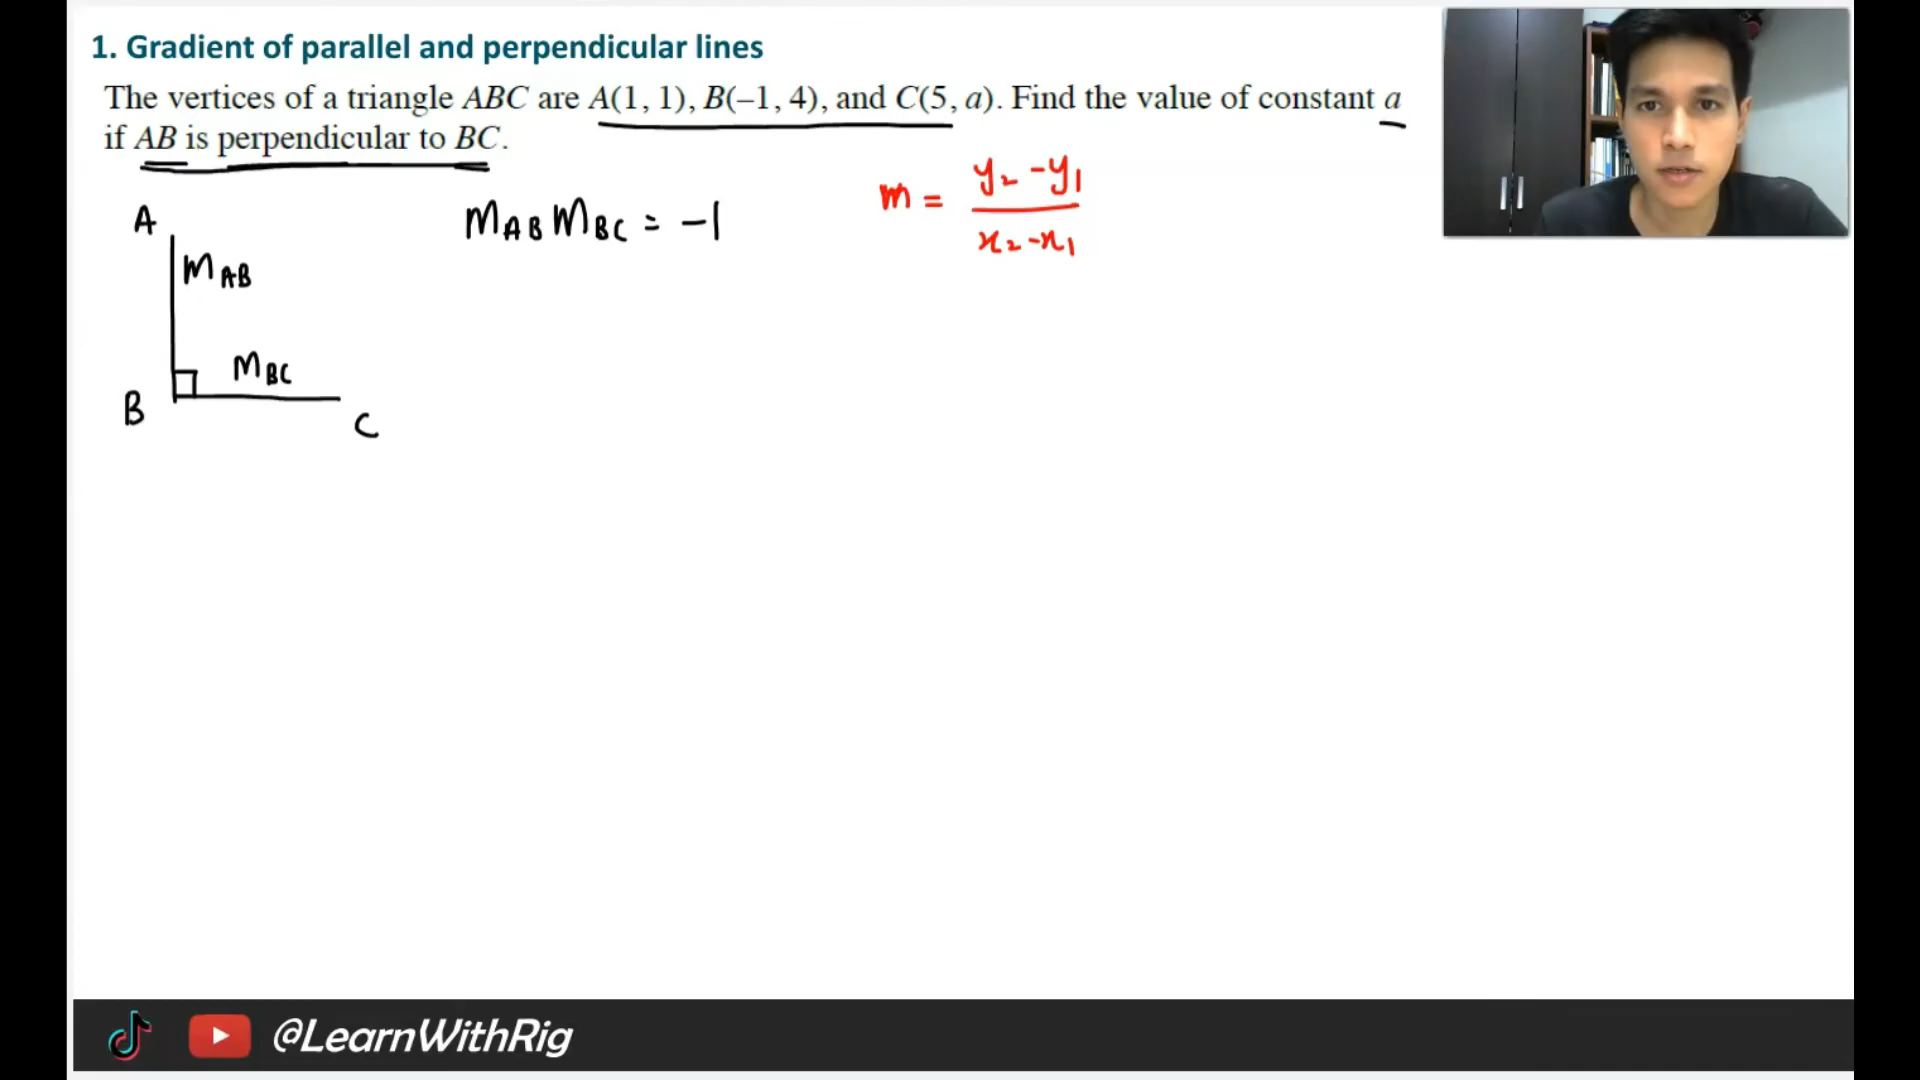 1. Gradient of parallel and perpendicular lines
The vertices of a triangle ABC are A(1, 1), B(–1, 4), and C(5, a). Find the value of constant a
if AB is perpendicular to BC.
A
m_AB
m_BC
B
C
m_AB m_BC = -1
m = (y₂ - y₁)/(x₂ - x₁)
@LearnWithRig